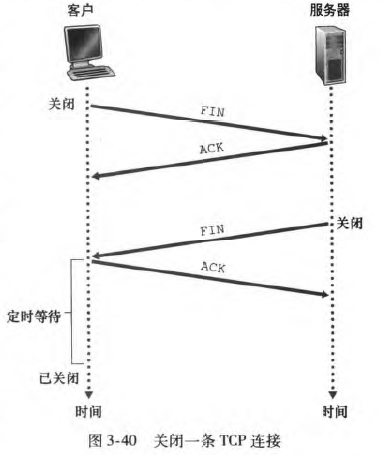 客户 服务器
关闭
FIN
ACK
关闭
FIN
ACK
定时等待
已关闭
时间 时间
图 3-40 关闭一条 TCP 连接